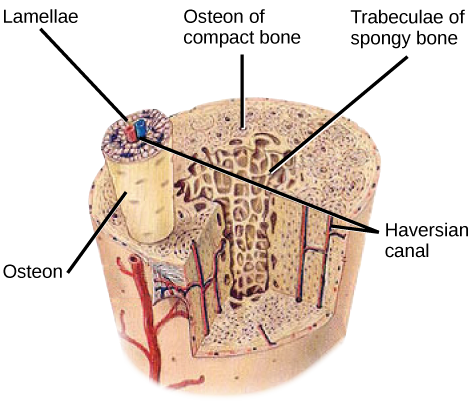 Lamellae
Osteon of
compact bone
Trabeculae of
spongy bone
Haversian
canal
Osteon